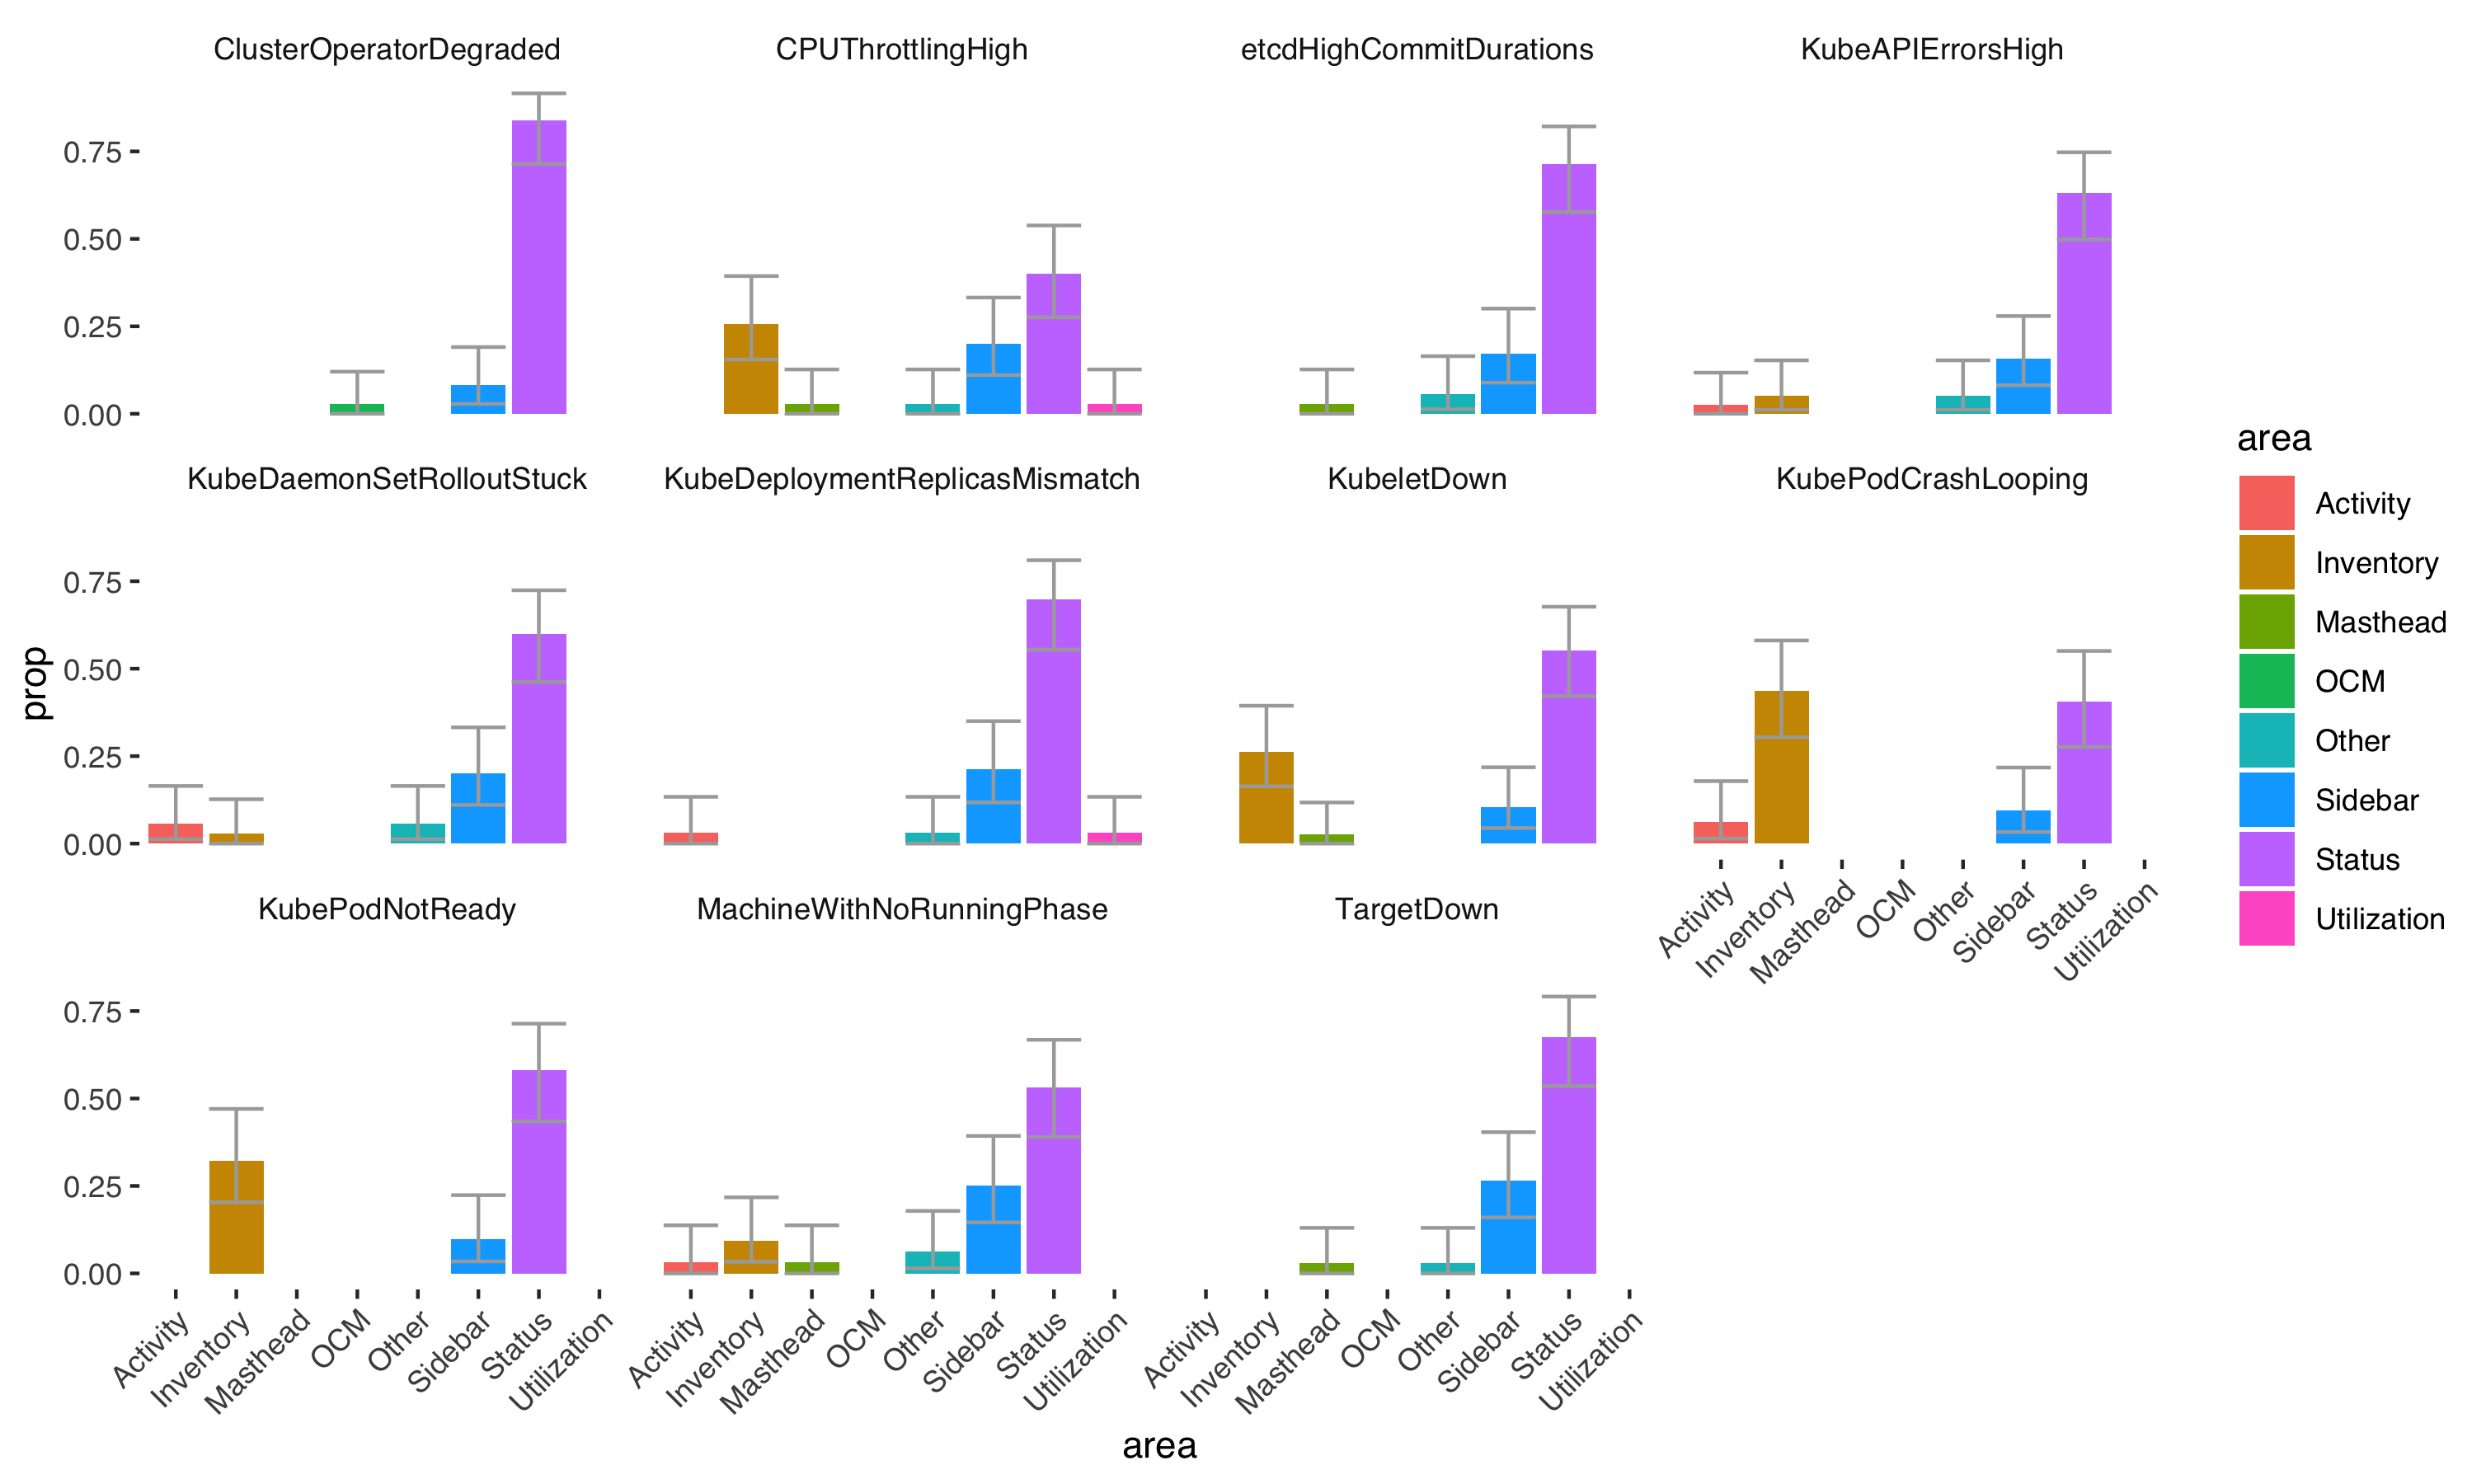 ClusterOperatorDegraded
CPUThrottlingHigh
etcdHighCommitDurations
KubeAPIErrorsHigh
0.75
0.50
0.25
0.00
KubeDaemonSetRolloutStuck
KubeDeploymentReplicasMismatch
KubeletDown
KubePodCrashLooping
0.75
0.50
0.25
0.00
Activity
Inventory
Masthead
OCM
Other
Sidebar
Status
Utilization
KubePodNotReady
MachineWithNoRunningPhase
TargetDown
0.75
0.50
0.25
0.00
Activity
Inventory
Masthead
OCM
Other
Sidebar
Status
Utilization
Activity
Inventory
Masthead
OCM
Other
Sidebar
Status
Utilization
Activity
Inventory
Masthead
OCM
Other
Sidebar
Status
Utilization
prop
area
area
Activity
Inventory
Masthead
OCM
Other
Sidebar
Status
Utilization